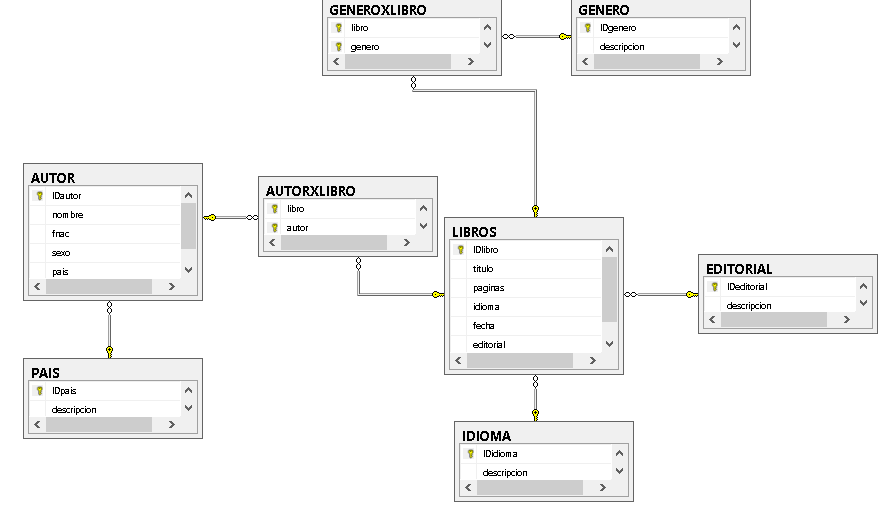 GENEROXLIBRO
libro
genero
GENERO
IDgenero
descripcion
AUTOR
IDautor
nombre
fnac
sexo
pais
AUTORXLIBRO
libro
autor
LIBROS
IDlibro
titulo
paginas
idioma
fecha
editorial
EDITORIAL
IDeditorial
descripcion
PAIS
IDpais
descripcion
IDIOMA
IDidioma
descripcion